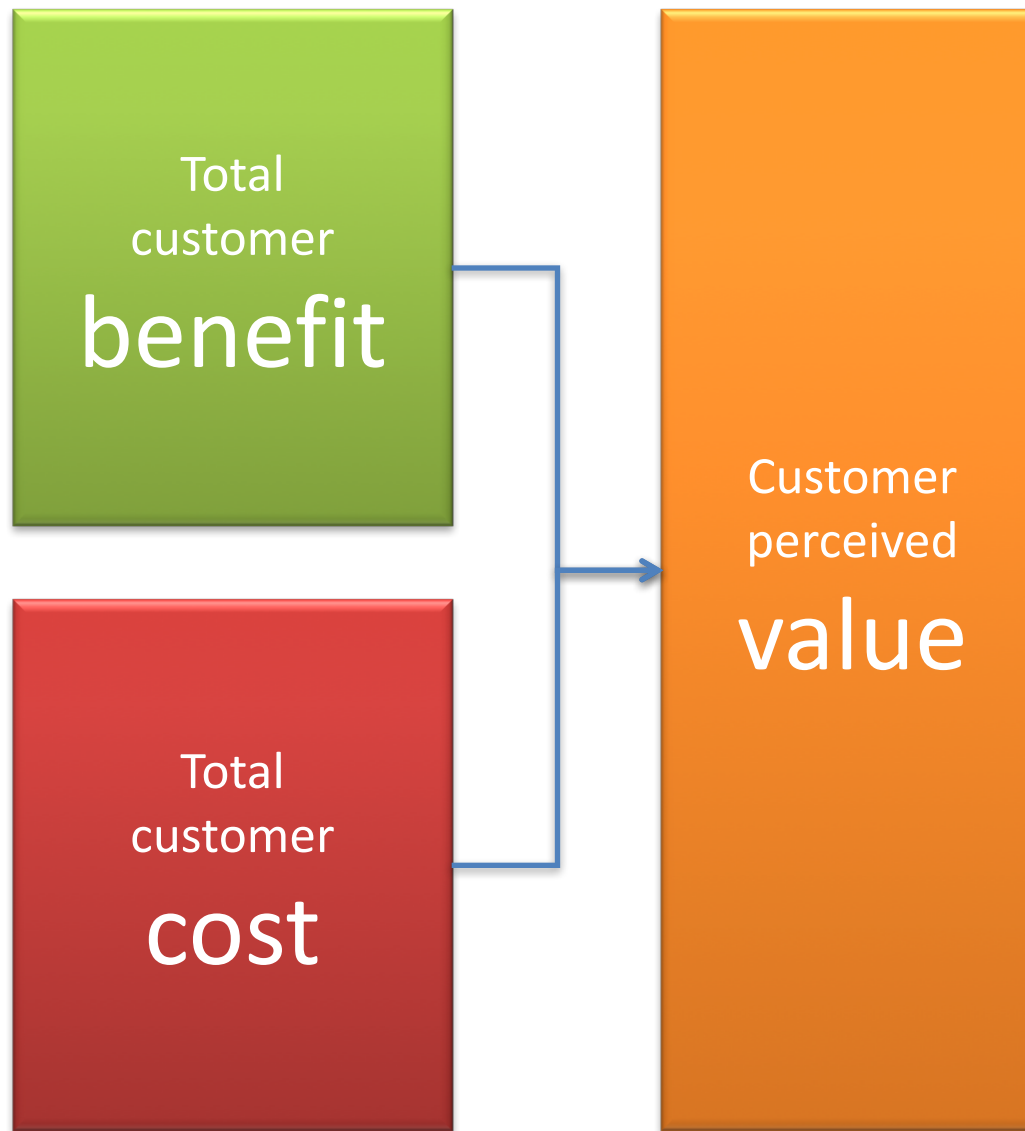 Total
customer
benefit
Total
customer
cost
Customer
perceived
value